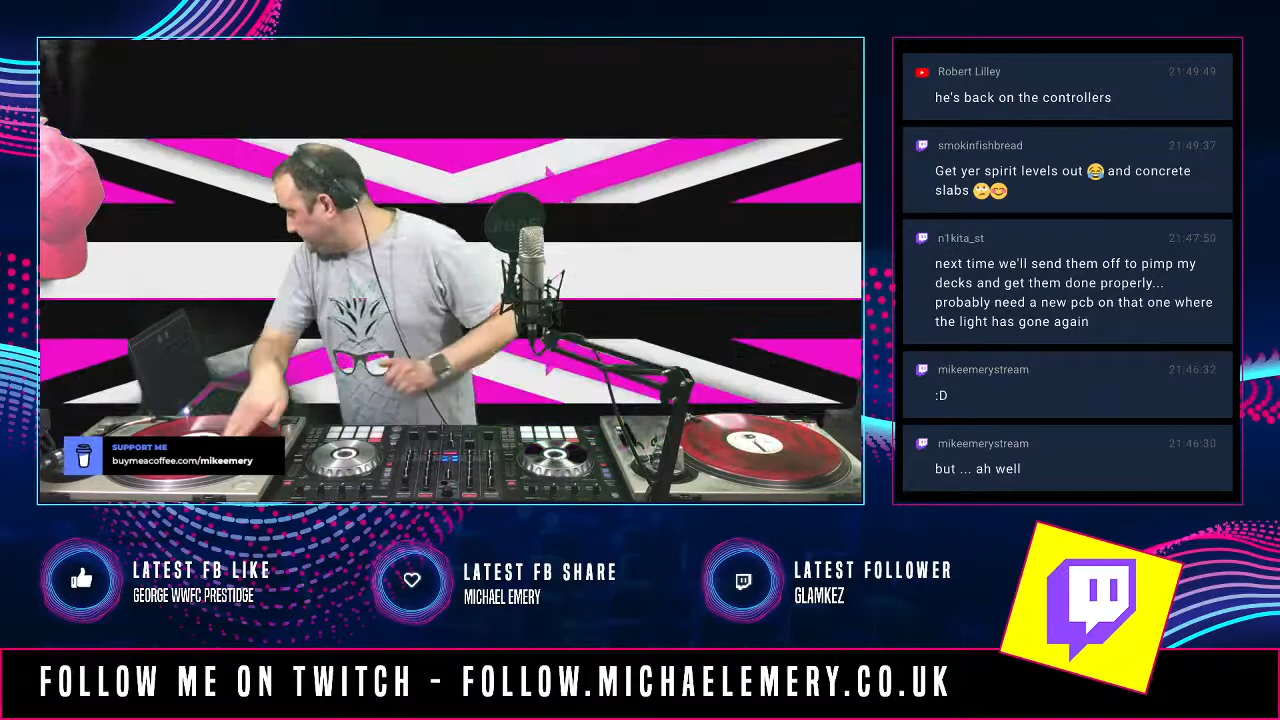 SUPPORT ME
buymeacoffee.com/mikeemery
RODE
Robert Lilley
21:49:49
he's back on the controllers
smokinfishbread
21:49:37
Get yer spirit levels out 😂 and concrete
slabs 🙄😁
n1kita_st
21:47:50
next time we'll send them off to pimp my
decks and get them done properly...
probably need a new pcb on that one where
the light has gone again
mikeemerystream
21:46:32
:D
mikeemerystream
21:46:30
but ... ah well
LATEST FB LIKE
GEORGE WWFC PRESTIDGE
LATEST FB SHARE
MICHAEL EMERY
LATEST FOLLOWER
GLAMKEZ
FOLLOW ME ON TWITCH - FOLLOW.MICHAELEMERY.CO.UK